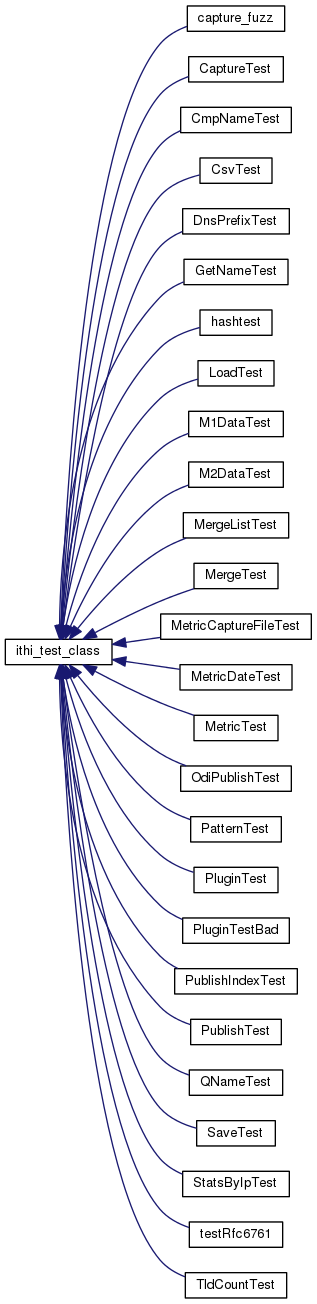 capture_fuzz
CaptureTest
CmpNameTest
CsvTest
DnsPrefixTest
GetNameTest
hashtest
LoadTest
M1DataTest
M2DataTest
MergeListTest
MergeTest
MetricCaptureFileTest
ithi_test_class
MetricDateTest
MetricTest
OdiPublishTest
PatternTest
PluginTest
PluginTestBad
PublishIndexTest
PublishTest
QNameTest
SaveTest
StatsByIpTest
testRfc6761
TldCountTest